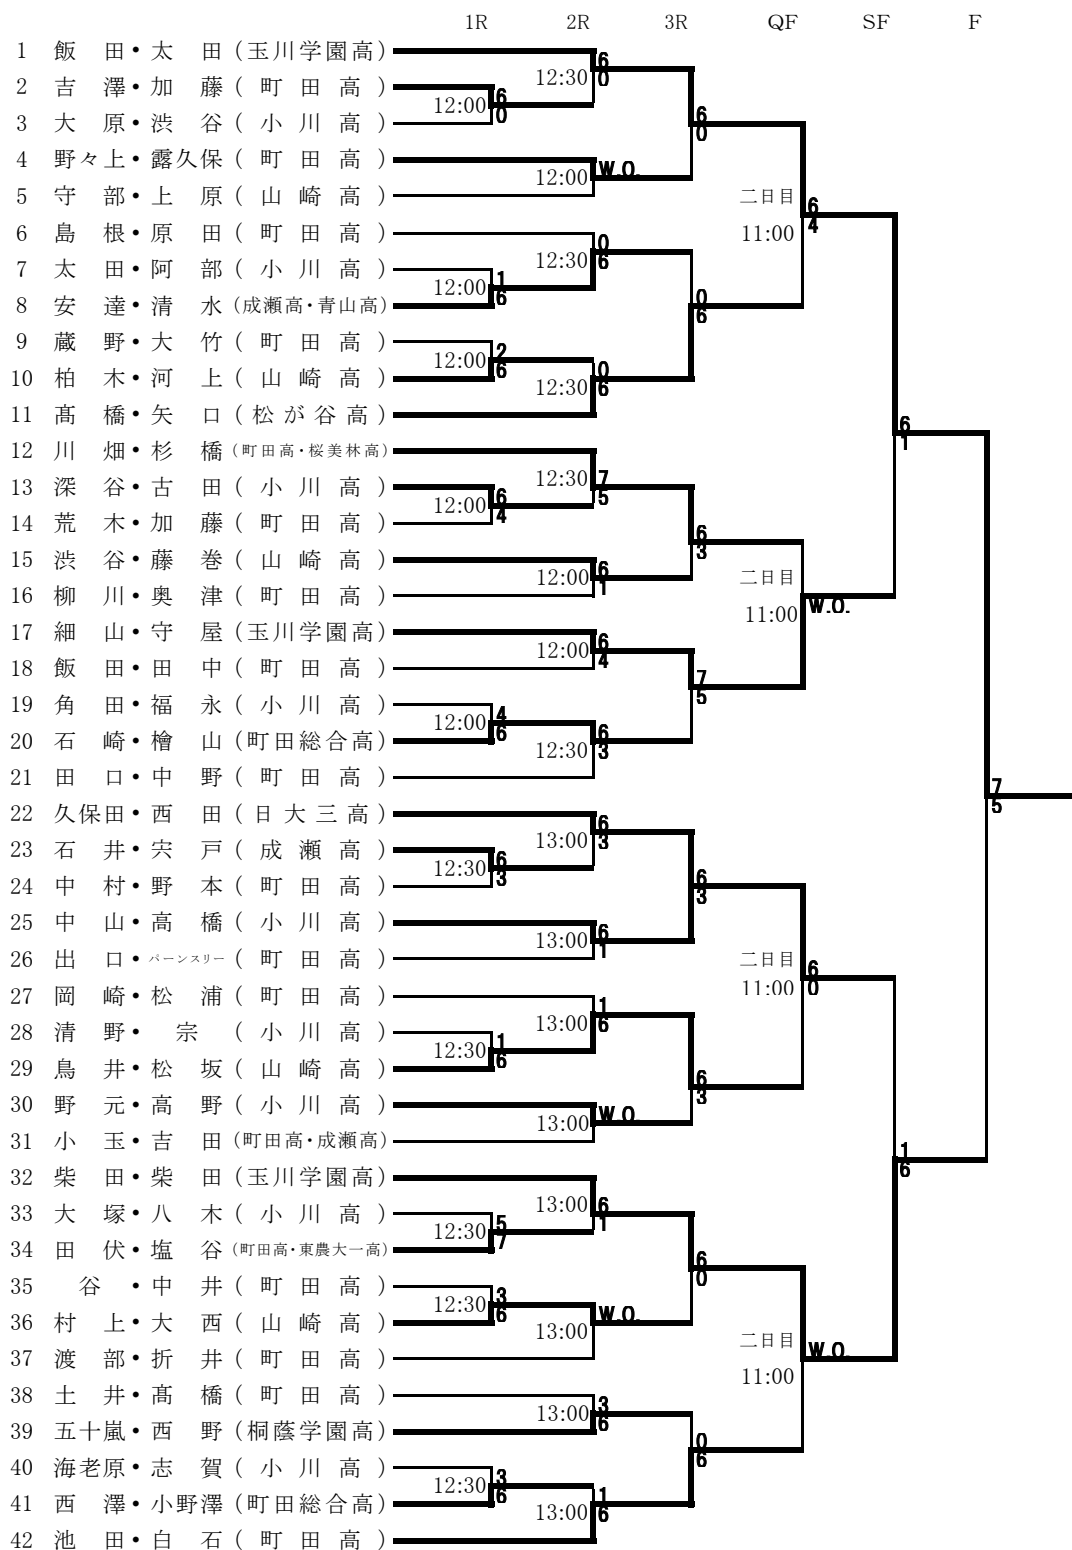 1R 2R 3R QF SF F
1 飯 田・太 田 (玉川学園高)
2 吉 澤・加 藤 ( 町 田 高 )
3 大 原・渋 谷 ( 小 川 高 )
4 野々上・露久保 ( 町 田 高 )
5 守 部・上 原 ( 山 崎 高 )
6 島 根・原 田 ( 町 田 高 )
7 太 田・阿 部 ( 小 川 高 )
8 安 達・清 水 (成瀬高・青山高)
9 蔵 野・大 竹 ( 町 田 高 )
10 柏 木・河 上 ( 山 崎 高 )
11 髙 橋・矢 口 (松が谷高)
12 川 畑・杉 橋 (町田高・桜美林高)
13 深 谷・古 田 ( 小 川 高 )
14 荒 木・加 藤 ( 町 田 高 )
15 渋 谷・藤 巻 ( 山 崎 高 )
16 柳 川・奥 津 ( 町 田 高 )
17 細 山・守 屋 (玉川学園高)
18 飯 田・田 中 ( 町 田 高 )
19 角 田・福 永 ( 小 川 高 )
20 石 崎・檜 山 (町田総合高)
21 田 口・中 野 ( 町 田 高 )
22 久保田・西 田 (日大三高)
23 石 井・宍 戸 ( 成 瀬 高 )
24 中 村・野 本 ( 町 田 高 )
25 中 山・高 橋 ( 小 川 高 )
26 出 口・パーンスリー ( 町 田 高 )
27 岡 崎・松 浦 ( 町 田 高 )
28 清 野・ 宗 ( 小 川 高 )
29 鳥 井・松 坂 ( 山 崎 高 )
30 野 元・高 野 ( 小 川 高 )
31 小 玉・吉 田 (町田高・成瀬高)
32 柴 田・柴 田 (玉川学園高)
33 大 塚・八 木 ( 小 川 高 )
34 田 伏・塩 谷 (町田高・東農大一高)
35 谷 ・中 井 ( 町 田 高 )
36 村 上・大 西 ( 山 崎 高 )
37 渡 部・折 井 ( 町 田 高 )
38 土 井・髙 橋 ( 町 田 高 )
39 五十嵐・西 野 (桐蔭学園高)
40 海老原・志 賀 ( 小 川 高 )
41 西 澤・小野澤 (町田総合高)
42 池 田・白 石 ( 町 田 高 )
12:00 6 0
12:00 1 6
12:00 2 6
12:00 6 4
12:00 4 6
12:30 6 3
12:30 1 6
12:30 5 7
12:30 3 6
12:30 3 6
12:30 6 0
12:00 W.O.
12:30 0 6
12:30 0 6
12:30 7 5
12:00 6 1
12:00 6 4
12:30 6 3
13:00 6 3
13:00 6 1
13:00 1 6
13:00 W.O.
13:00 6 1
13:00 W.O.
13:00 3 6
13:00 1 6
6 0
0 6
6 3
7 5
6 3
6 3
6 0
0 6
二日目
11:00
6 4
二日目
11:00
W.O.
二日目
11:00
6 0
二日目
11:00
W.O.
6 1
1 6
7 5